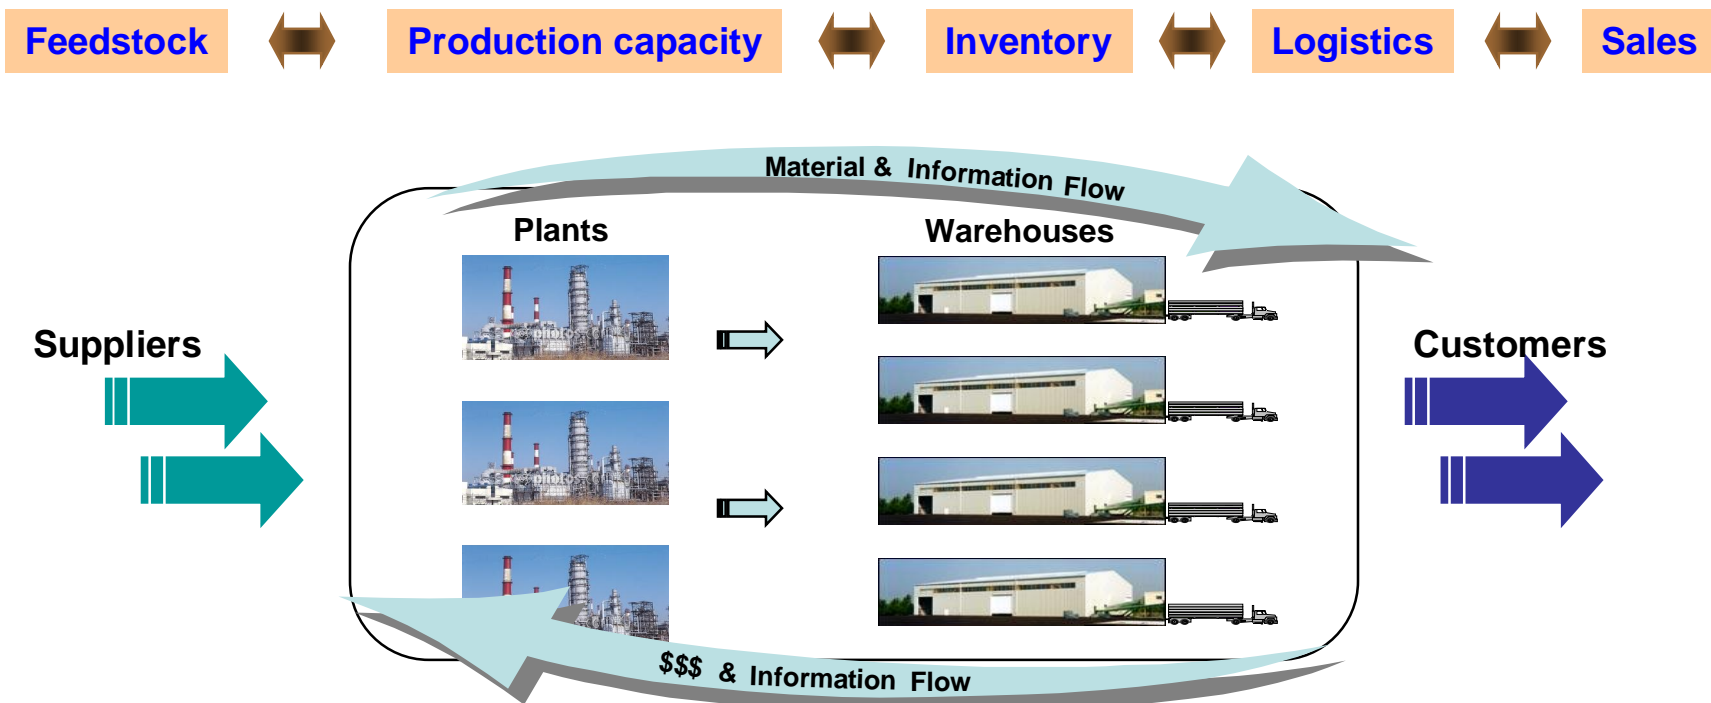 Feedstock
Production capacity
Inventory
Logistics
Sales
Material & Information Flow
Plants
Warehouses
Suppliers
Customers
$$$ & Information Flow